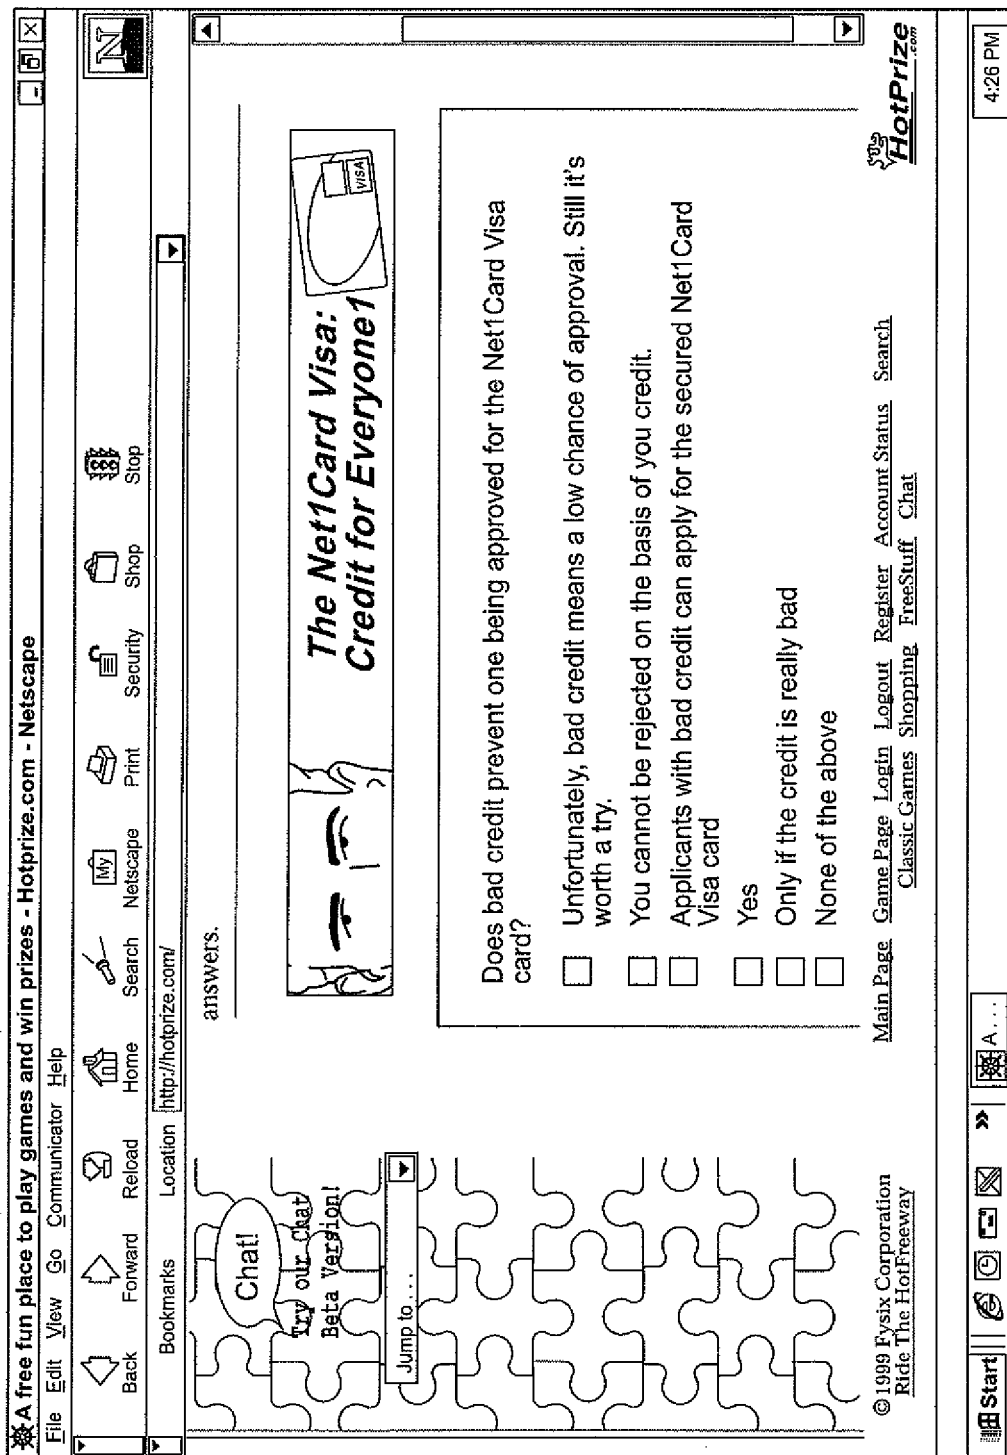 A free fun place to play games and win prizes - Hotprize.com - Netscape
File Edit View Go Communicator Help
N
Back Forward Reload Home Search Netscape Print Security Shop Stop
My
Bookmarks Location http://hotprize.com/
answers.
Chat!
Try our Chat
Beta Version!
Jump to . . .
The Net1Card Visa:
Credit for Everyone1
VISA
Does bad credit prevent one being approved for the Net1Card Visa
card?
Unfortunately, bad credit means a low chance of approval. Still it's
worth a try.
You cannot be rejected on the basis of you credit.
Applicants with bad credit can apply for the secured Net1Card
Visa card
Yes
Only if the credit is really bad
None of the above
©1999 Fysix Corporation
Ride The HotFreeway
Main Page Game Page Login Logout Register Account Status Search
Classic Games Shopping FreeStuff Chat
HotPrize
.com
Start » A . . . 4:26 PM